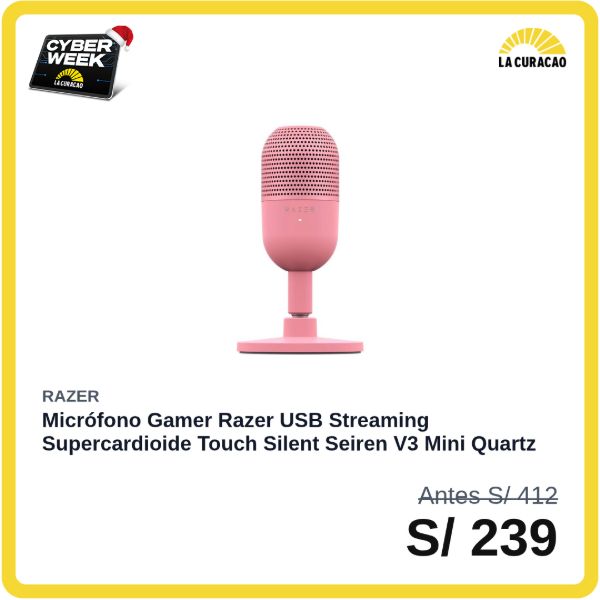 CYBER
WEEK
LA CURACAO
LA CURACAO
RAZER
RAZER
Micrófono Gamer Razer USB Streaming
Supercardioide Touch Silent Seiren V3 Mini Quartz
Antes S/ 412
S/ 239